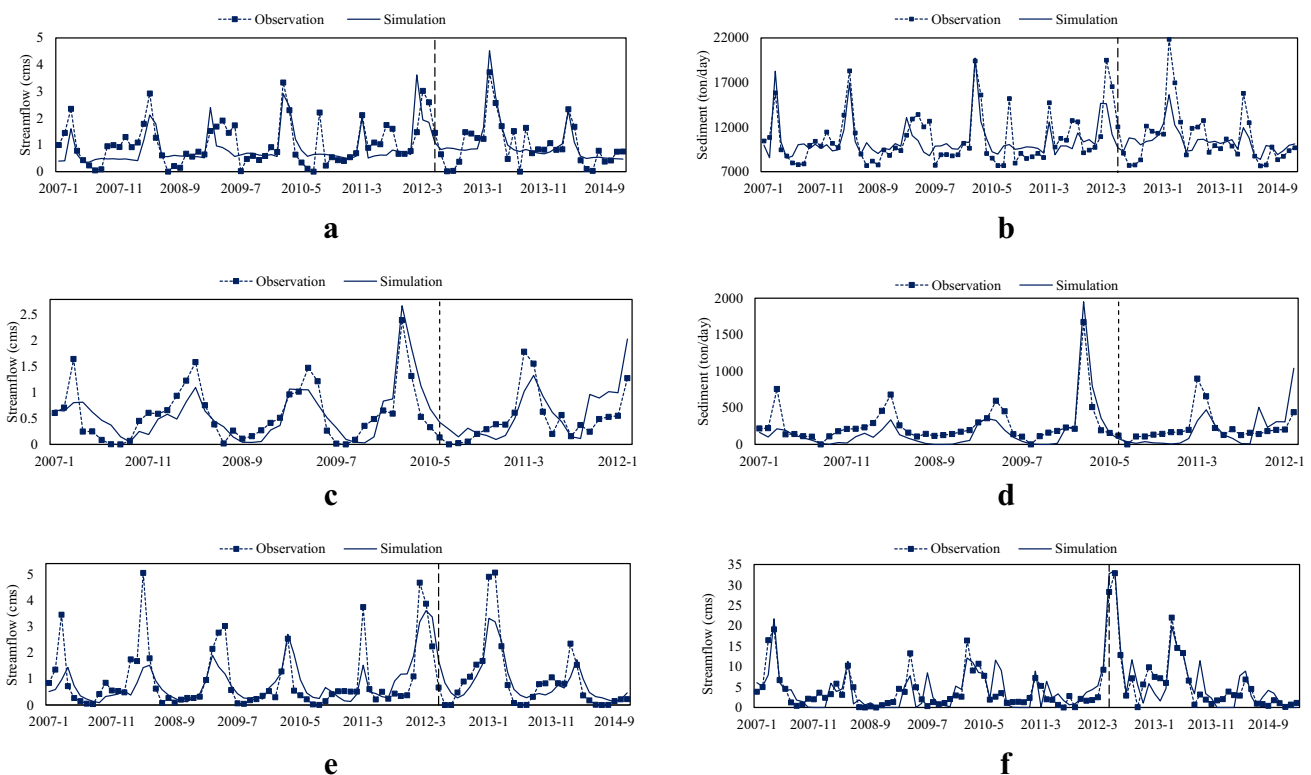 Observation Simulation
Streamflow (cms)
5
4
3
2
1
0
2007-1 2007-11 2008-9 2009-7 2010-5 2011-3 2012-3 2013-1 2013-11 2014-9
a
Observation Simulation
Sediment (ton/day)
22000
17000
12000
7000
2007-1 2007-11 2008-9 2009-7 2010-5 2011-3 2012-3 2013-1 2013-11 2014-9
b
Observation Simulation
Streamflow (cms)
2.5
2
1.5
1
0.5
0
2007-1 2007-11 2008-9 2009-7 2010-5 2011-3 2012-1
c
Observation Simulation
Sediment (ton/day)
2000
1500
1000
500
0
2007-1 2007-11 2008-9 2009-7 2010-5 2011-3 2012-1
d
Observation Simulation
Streamflow (cms)
5
4
3
2
1
0
2007-1 2007-11 2008-9 2009-7 2010-5 2011-3 2012-3 2013-1 2013-11 2014-9
e
Observation Simulation
Streamflow (cms)
35
30
25
20
15
10
5
0
2007-1 2007-11 2008-9 2009-7 2010-5 2011-3 2012-3 2013-1 2013-11 2014-9
f